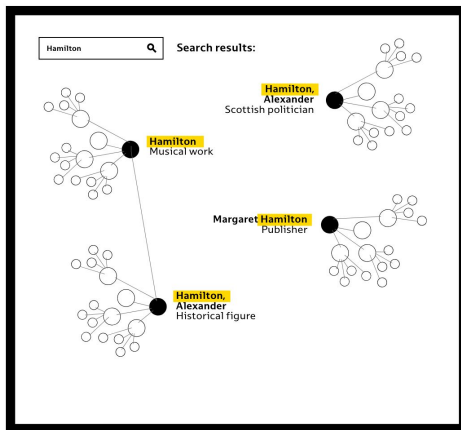 Hamilton
Search results:
Hamilton,
Alexander
Scottish politician
Hamilton
Musical work
Margaret Hamilton
Publisher
Hamilton,
Alexander
Historical figure